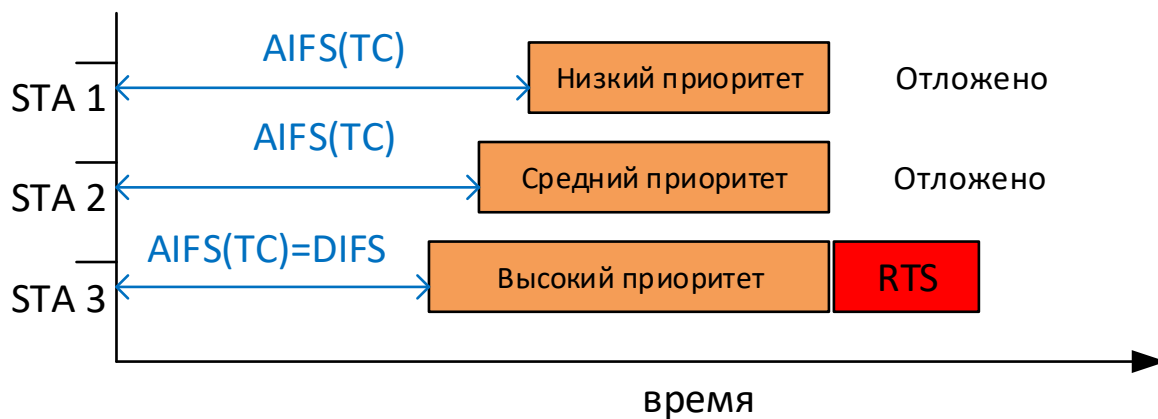 AIFS(TC)
STA 1
Низкий приоритет
Отложено
AIFS(TC)
STA 2
Средний приоритет
Отложено
AIFS(TC)=DIFS
STA 3
Высокий приоритет
RTS
время